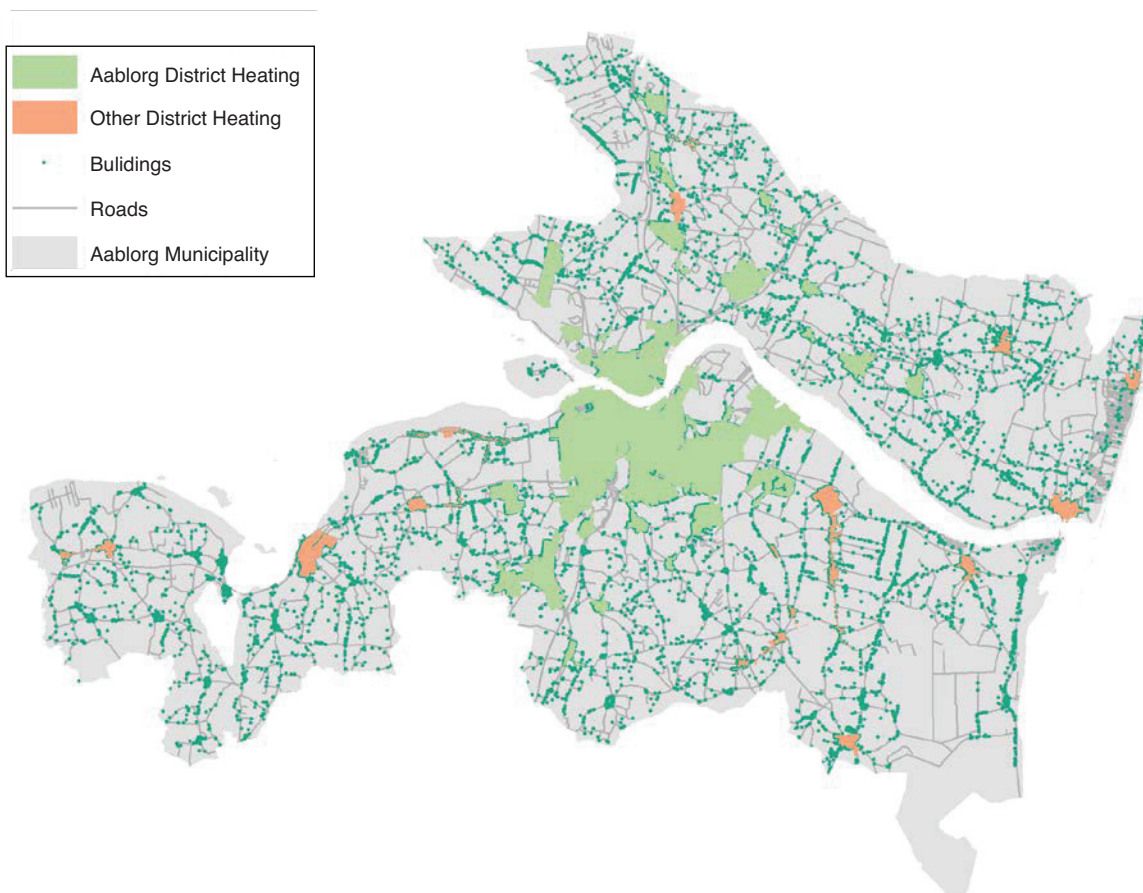 Aablorg District Heating
Other District Heating
Bulidings
Roads
Aablorg Municipality